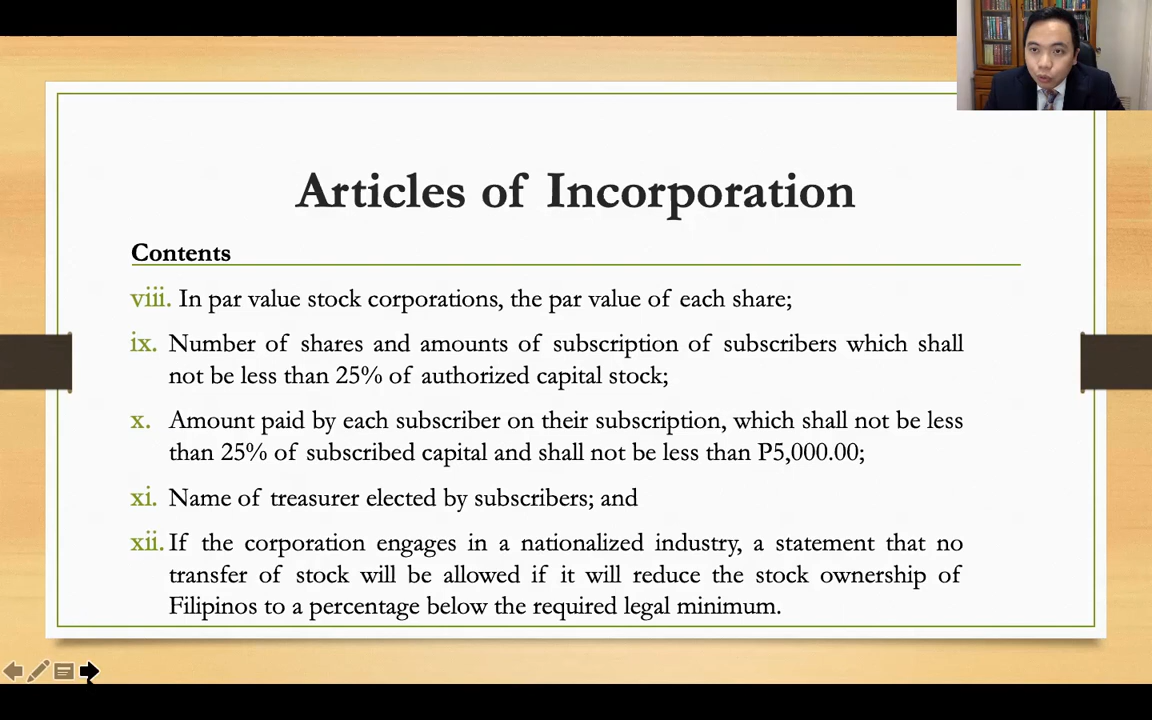 Articles of Incorporation
Contents
viii. In par value stock corporations, the par value of each share;
ix. Number of shares and amounts of subscription of subscribers which shall
not be less than 25% of authorized capital stock;
x. Amount paid by each subscriber on their subscription, which shall not be less
than 25% of subscribed capital and shall not be less than P5,000.00;
xi. Name of treasurer elected by subscribers; and
xii. If the corporation engages in a nationalized industry, a statement that no
transfer of stock will be allowed if it will reduce the stock ownership of
Filipinos to a percentage below the required legal minimum.